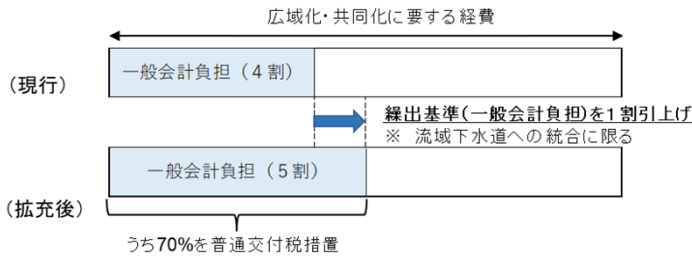 広域化・共同化に要する経費
（現行）
一般会計負担（４割）
繰出基準（一般会計負担）を１割引上げ
※　流域下水道への統合に限る
（拡充後）
一般会計負担（５割）
うち70%を普通交付税措置